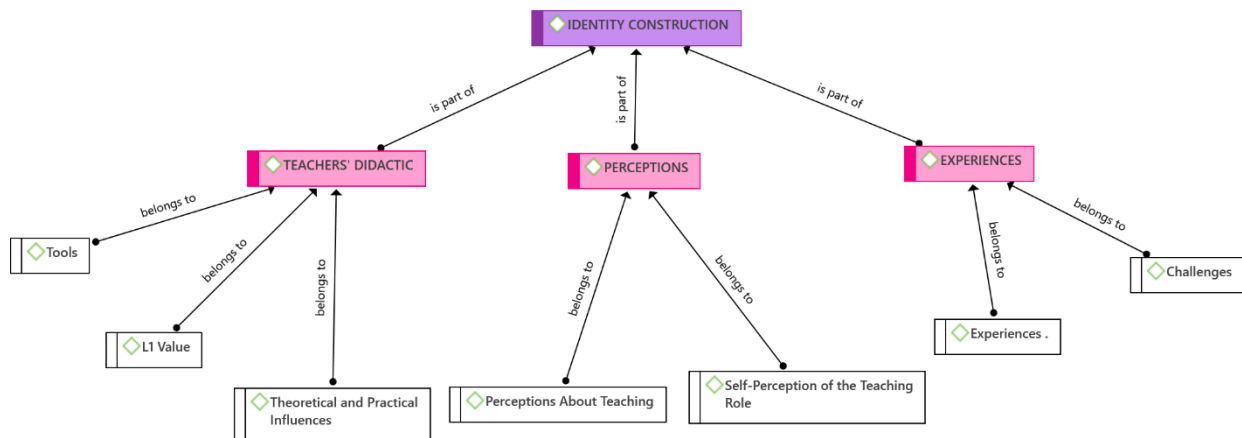 IDENTITY CONSTRUCTION
is part of
is part of
is part of
TEACHERS' DIDACTIC
PERCEPTIONS
EXPERIENCES
belongs to
belongs to
belongs to
belongs to
belongs to
belongs to
belongs to
Tools
Challenges
L1 Value
Experiences .
Theoretical and Practical
Influences
Perceptions About Teaching
Self-Perception of the Teaching
Role